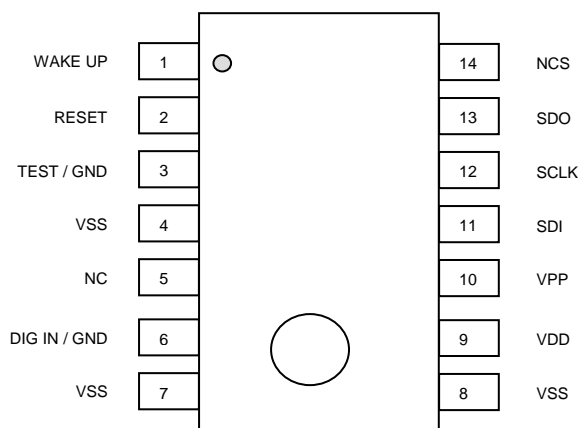 WAKE UP 1 14 NCS
RESET 2 13 SDO
TEST / GND 3 12 SCLK
VSS 4 11 SDI
NC 5 10 VPP
DIG IN / GND 6 9 VDD
VSS 7 8 VSS